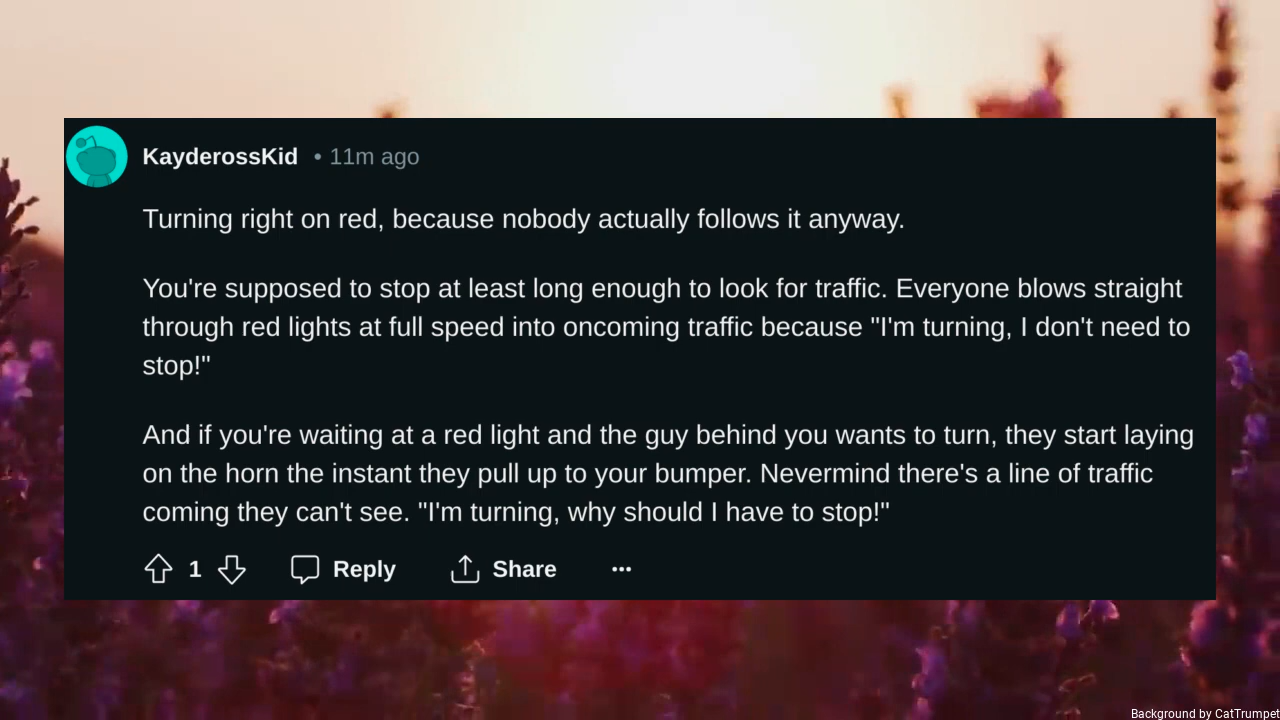 KayderossKid • 11m ago
Turning right on red, because nobody actually follows it anyway.
You're supposed to stop at least long enough to look for traffic. Everyone blows straight
through red lights at full speed into oncoming traffic because "I'm turning, I don't need to
stop!"
And if you're waiting at a red light and the guy behind you wants to turn, they start laying
on the horn the instant they pull up to your bumper. Nevermind there's a line of traffic
coming they can't see. "I'm turning, why should I have to stop!"
1 Reply Share ···
Background by CatTrumpet